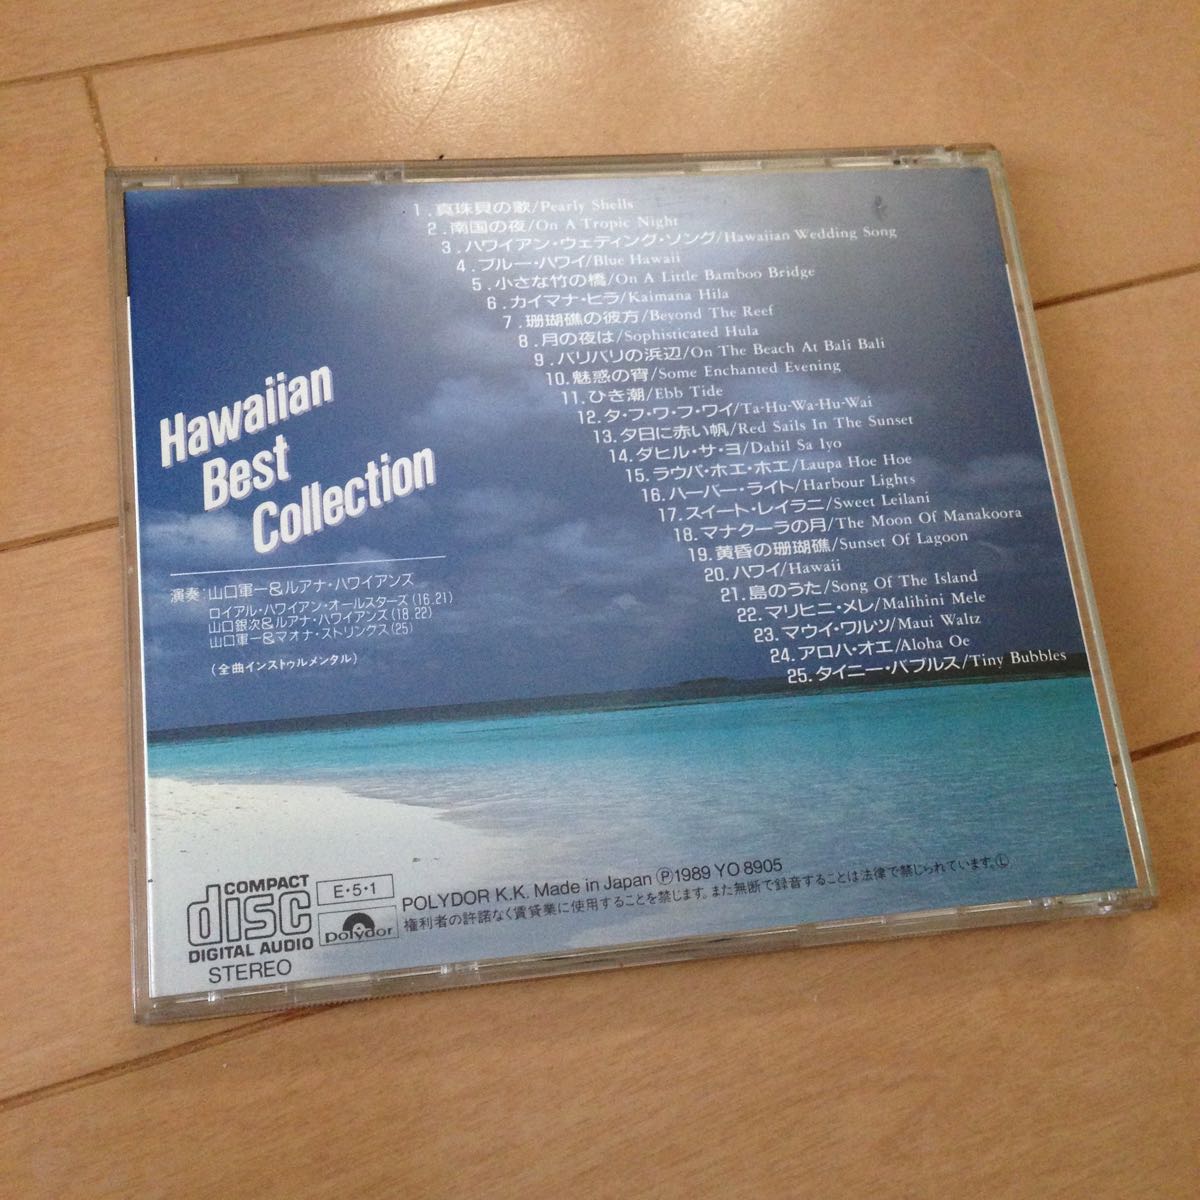 1.真珠貝の歌/Pearly Shells
2.南国の夜/On A Tropic Night
3.ハワイアン・ウェディング・ソング/Hawaiian Wedding Song
4.ブルー・ハワイ/Blue Hawaii
5.小さな竹の橋/On A Little Bamboo Bridge
6.カイマナ・ヒラ/Kaimana Hila
7.珊瑚礁の彼方/Beyond The Reef
8.月の夜は/Sophisticated Hula
9.バリバリの浜辺/On The Beach At Bali Bali
10.魅惑の宵/Some Enchanted Evening
11.ひき潮/Ebb Tide
12.タ・フ・ワ・フ・ワイ/Ta-Hu-Wa-Hu-Wai
13.夕日に赤い帆/Red Sails In The Sunset
14.ダヒル・サ・ヨ/Dahil Sa Iyo
15.ラウパ・ホエ・ホエ/Laupa Hoe Hoe
16.ハーバー・ライト/Harbour Lights
17.スイート・レイラニ/Sweet Leilani
18.マナクーラの月/The Moon Of Manakoora
19.黄昏の珊瑚礁/Sunset Of Lagoon
20.ハワイ/Hawaii
21.島のうた/Song Of The Island
22.マリヒニ・メレ/Malihini Mele
23.マウイ・ワルツ/Maui Waltz
24.アロハ・オエ/Aloha Oe
25.タイニー・バブルス/Tiny Bubbles
Hawaiian
Best
Collection
演奏:山口軍一&ルアナ・ハワイアンズ
ロイアル・ハワイアン・オールスターズ(16.21)
山口銀次&ルアナ・ハワイアンズ(18.22)
山口軍一&マオナ・ストリングス(25)
(全曲インストゥルメンタル)
COMPACT
disc
DIGITAL AUDIO
STEREO
E・5・1
Polydor
POLYDOR K.K. Made in Japan Ⓟ1989 YO 8905
権利者の許諾なく賃貸業に使用することを禁じます。また無断で録音することは法律で禁じられています。Ⓛ